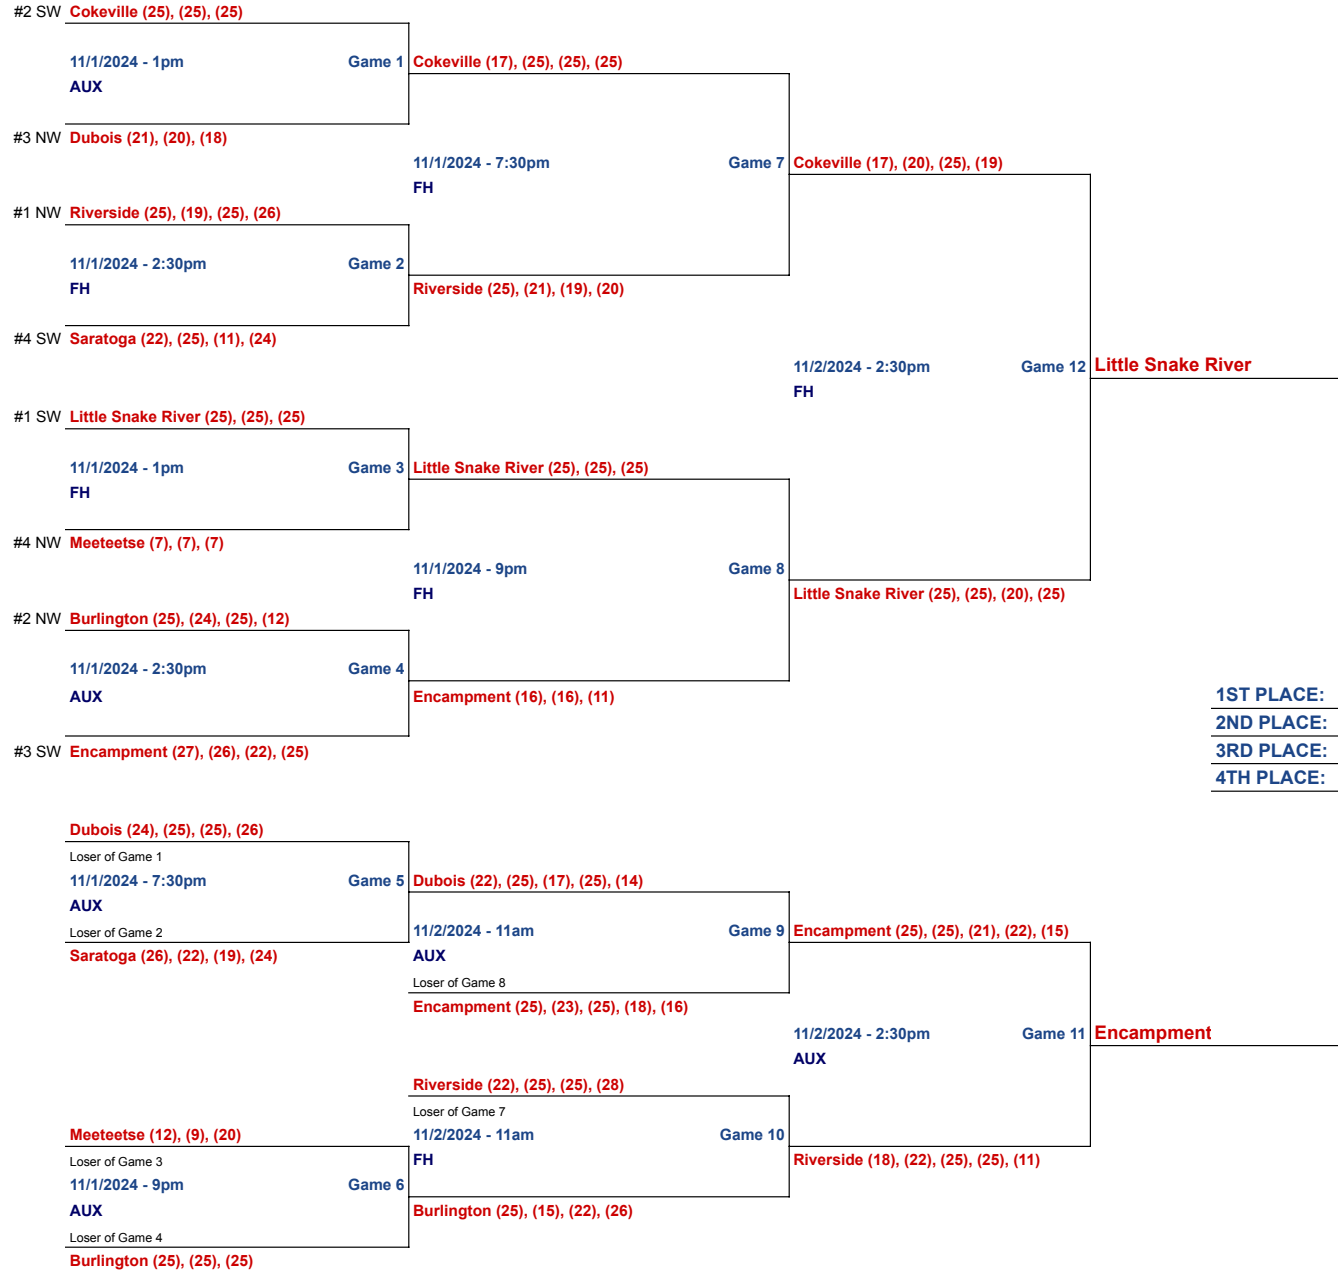 #2 SW Cokeville (25), (25), (25)
11/1/2024 - 1pm Game 1 Cokeville (17), (25), (25), (25)
AUX
#3 NW Dubois (21), (20), (18)
11/1/2024 - 7:30pm Game 7 Cokeville (17), (20), (25), (19)
FH
#1 NW Riverside (25), (19), (25), (26)
11/1/2024 - 2:30pm Game 2
FH Riverside (25), (21), (19), (20)
#4 SW Saratoga (22), (25), (11), (24)
11/2/2024 - 2:30pm Game 12 Little Snake River
FH
#1 SW Little Snake River (25), (25), (25)
11/1/2024 - 1pm Game 3 Little Snake River (25), (25), (25)
FH
#4 NW Meeteetse (7), (7), (7)
11/1/2024 - 9pm Game 8
FH Little Snake River (25), (25), (20), (25)
#2 NW Burlington (25), (24), (25), (12)
11/1/2024 - 2:30pm Game 4
AUX Encampment (16), (16), (11)
1ST PLACE:
2ND PLACE:
#3 SW Encampment (27), (26), (22), (25)
3RD PLACE:
4TH PLACE:
Dubois (24), (25), (25), (26)
Loser of Game 1
11/1/2024 - 7:30pm Game 5 Dubois (22), (25), (17), (25), (14)
AUX
Loser of Game 2 11/2/2024 - 11am Game 9 Encampment (25), (25), (21), (22), (15)
Saratoga (26), (22), (19), (24) AUX
Loser of Game 8
Encampment (25), (23), (25), (18), (16)
11/2/2024 - 2:30pm Game 11 Encampment
AUX
Riverside (22), (25), (25), (28)
Loser of Game 7
Meeteetse (12), (9), (20) 11/2/2024 - 11am Game 10
Loser of Game 3 FH Riverside (18), (22), (25), (25), (11)
11/1/2024 - 9pm Game 6
AUX Burlington (25), (15), (22), (26)
Loser of Game 4
Burlington (25), (25), (25)